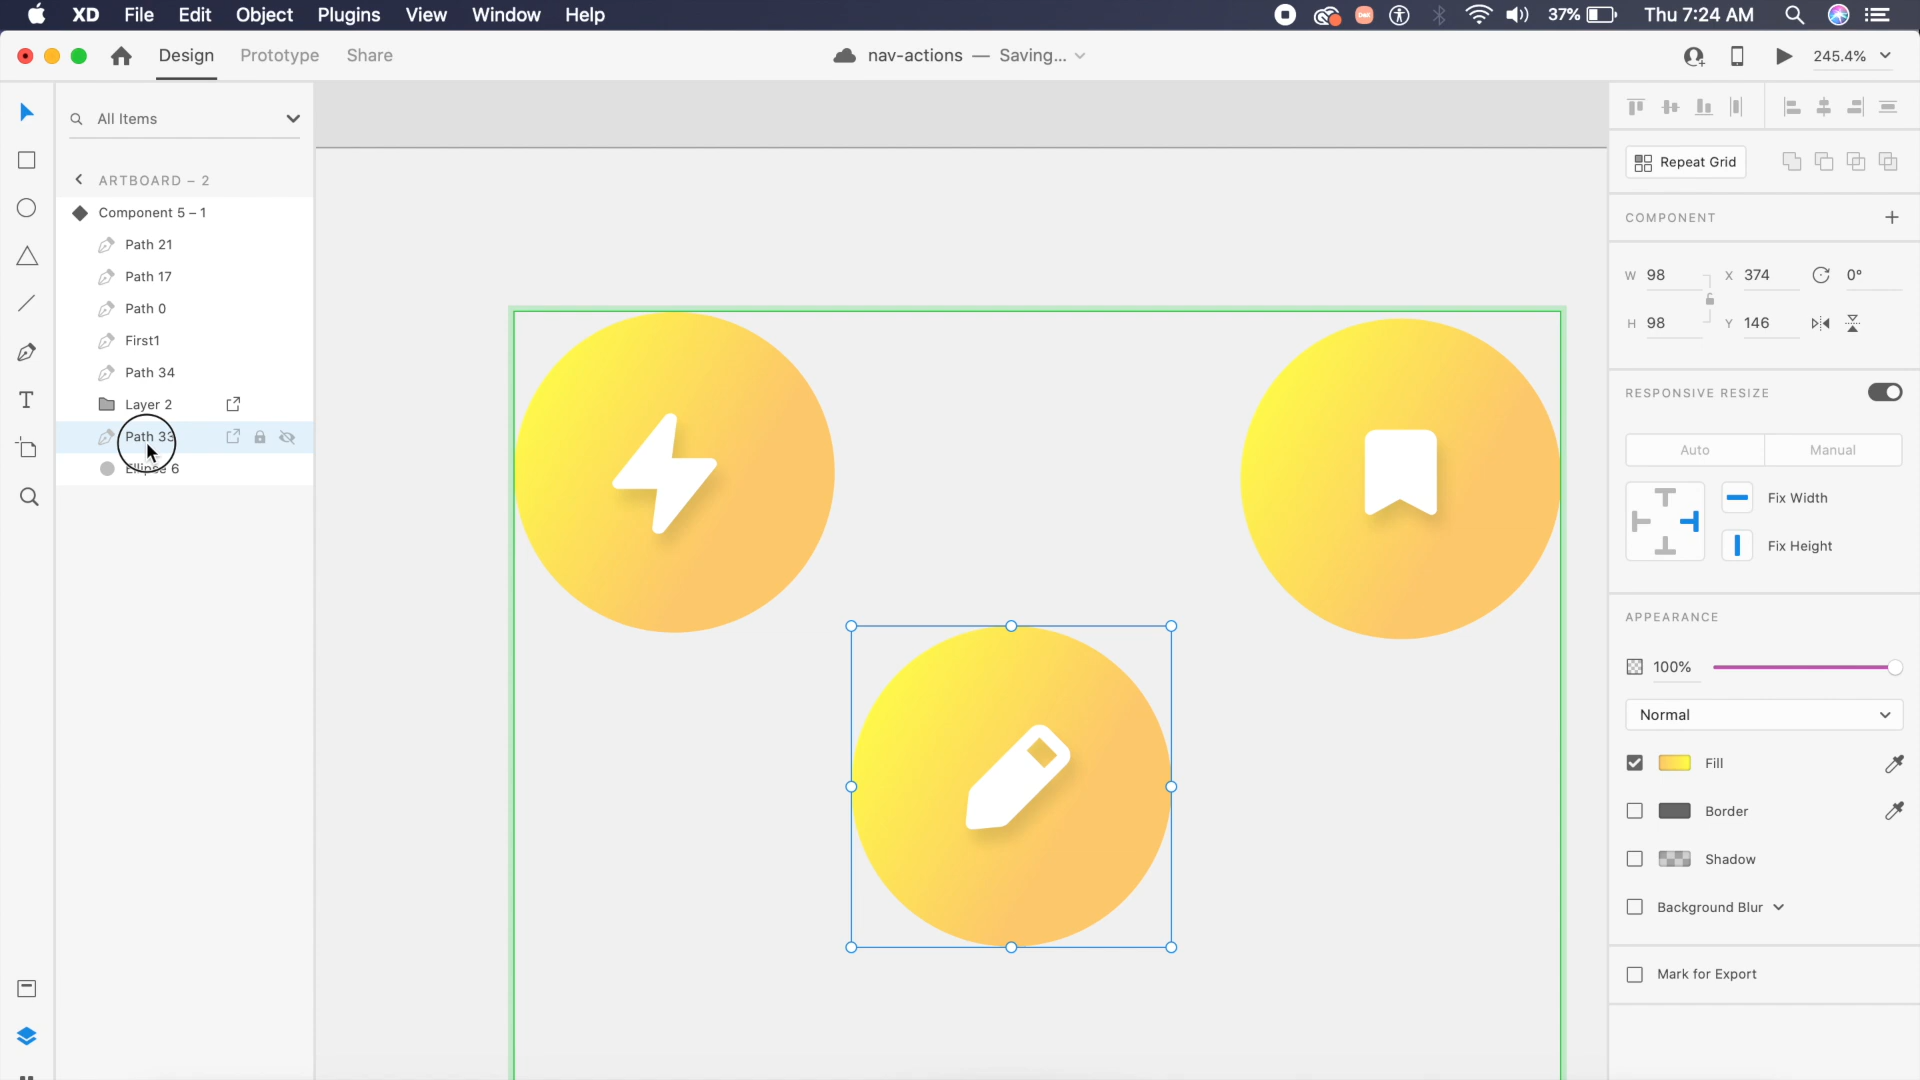 XD File Edit Object Plugins View Window Help 37% Thu 7:24 AM
Design Prototype Share nav-actions — Saving... 245.4%
All Items
ARTBOARD – 2
Component 5 – 1
Path 21
Path 17
Path 0
First1
Path 34
Layer 2
Path 33
Ellipse 6
T
Repeat Grid
COMPONENT
W 98 X 374 0°
H 98 Y 146
RESPONSIVE RESIZE
Auto Manual
Fix Width
Fix Height
APPEARANCE
100%
Normal
Fill
Border
Shadow
Background Blur
Mark for Export